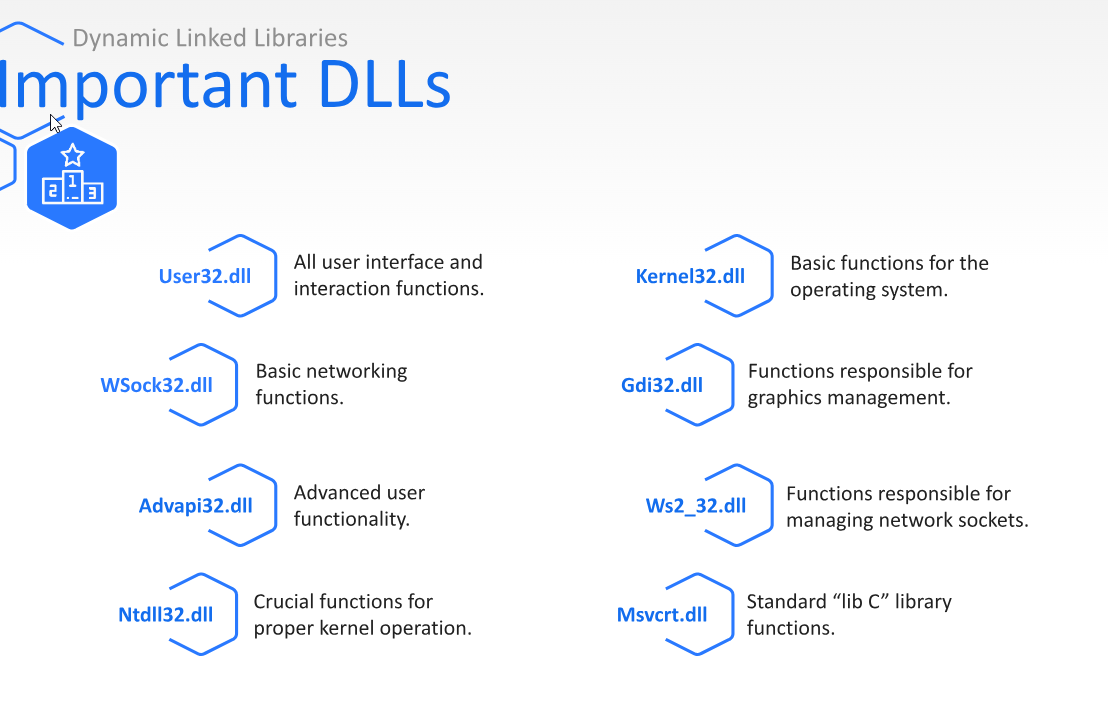 Dynamic Linked Libraries
Important DLLs
2 1 3
User32.dll
All user interface and
interaction functions.
Kernel32.dll
Basic functions for the
operating system.
WSock32.dll
Basic networking
functions.
Gdi32.dll
Functions responsible for
graphics management.
Advapi32.dll
Advanced user
functionality.
Ws2_32.dll
Functions responsible for
managing network sockets.
Ntdll32.dll
Crucial functions for
proper kernel operation.
Msvcrt.dll
Standard “lib C” library
functions.